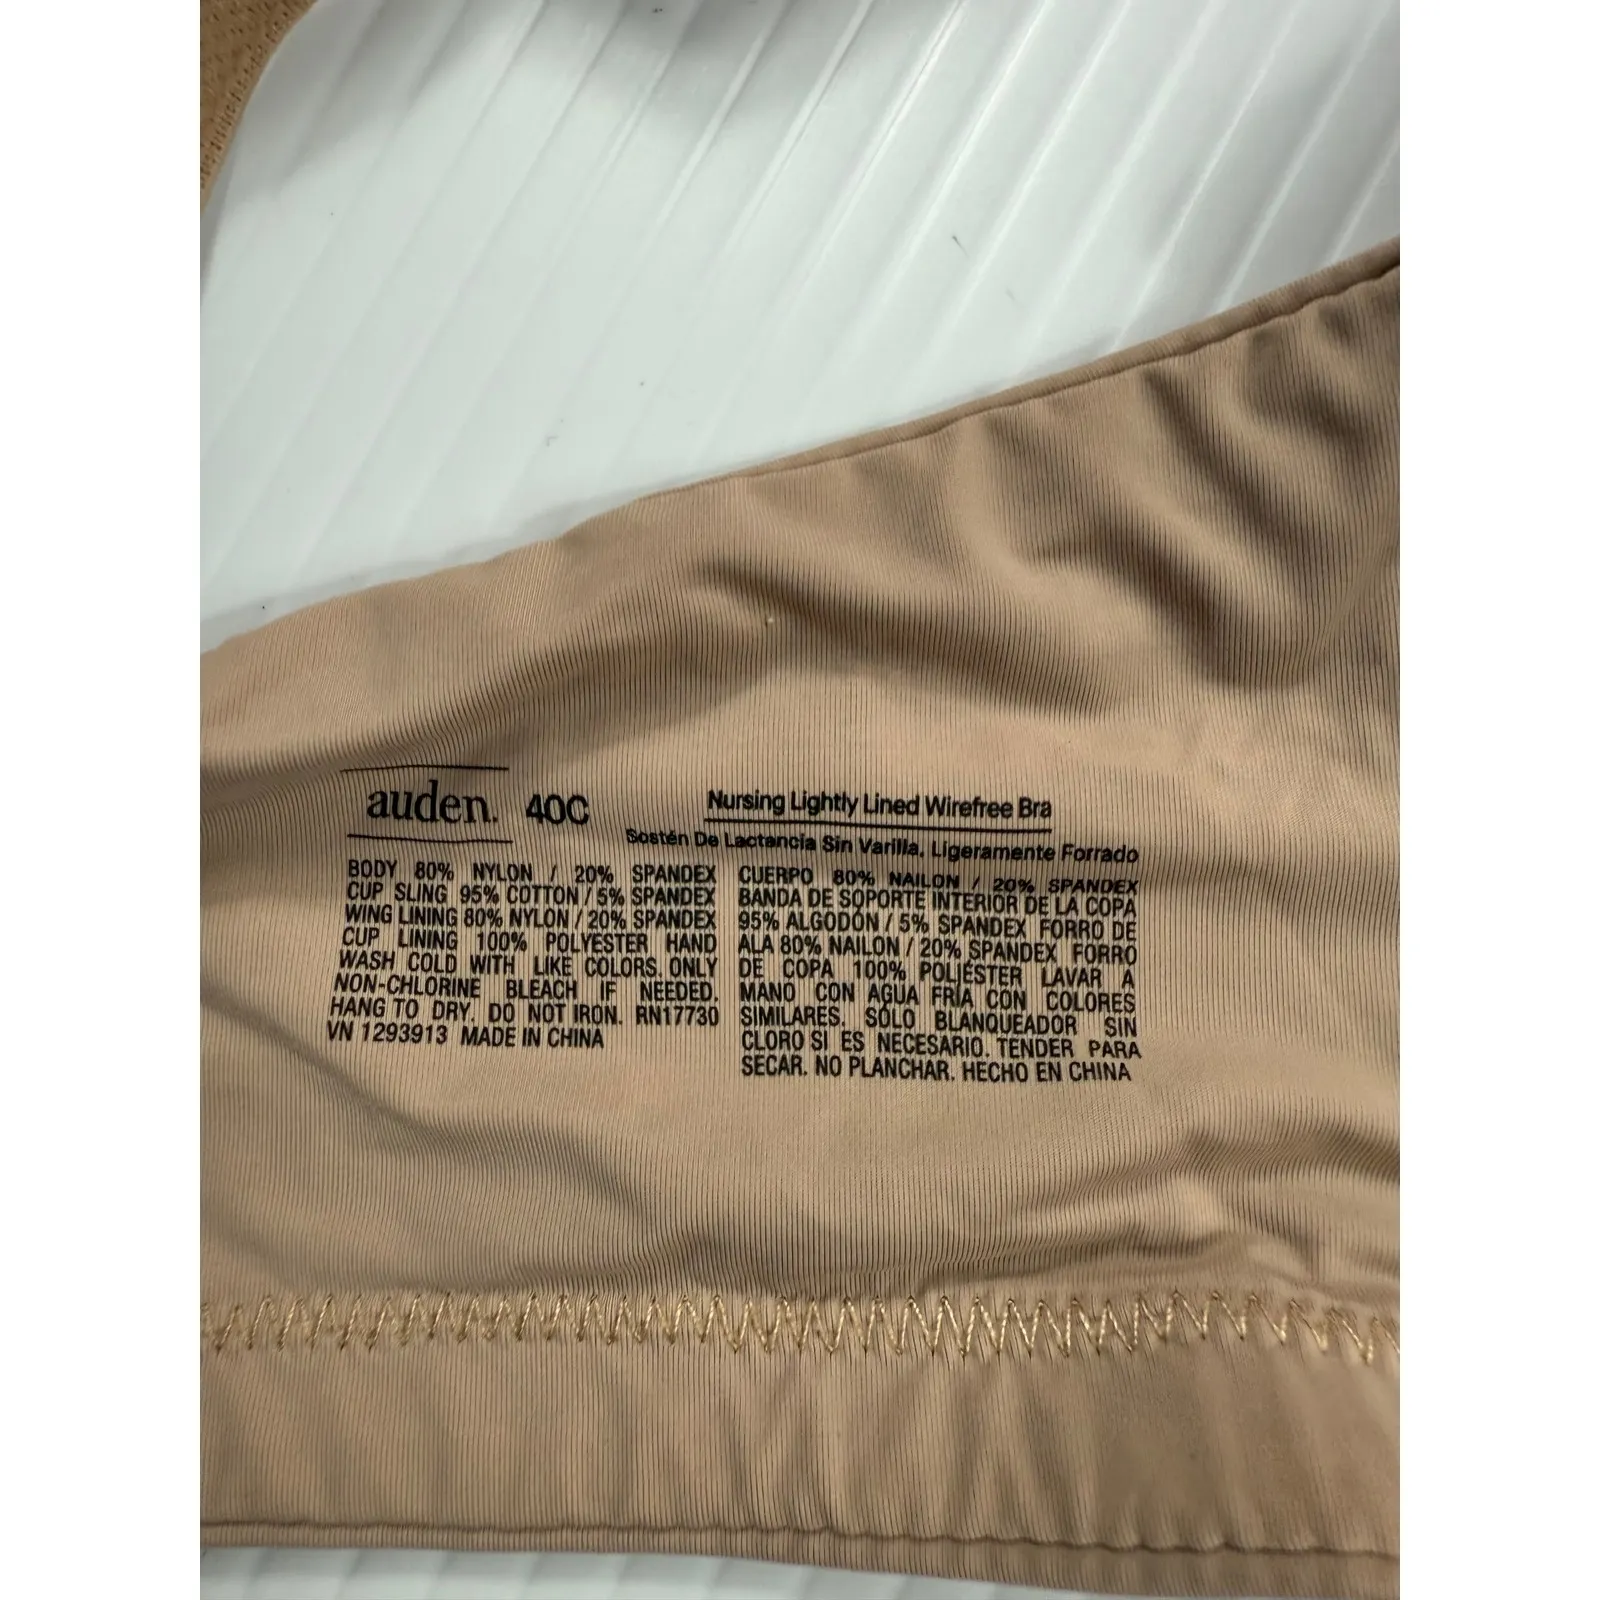 auden. 40C
Nursing Lightly Lined Wirefree Bra
Sostén De Lactancia Sin Varilla, Ligeramente Forrado
BODY 80% NYLON / 20% SPANDEX
CUP SLING 95% COTTON / 5% SPANDEX
WING LINING 80% NYLON / 20% SPANDEX
CUP LINING 100% POLYESTER HAND
WASH COLD WITH LIKE COLORS. ONLY
NON-CHLORINE BLEACH IF NEEDED.
HANG TO DRY. DO NOT IRON. RN17730
VN 1293913 MADE IN CHINA
CUERPO 80% NAILON / 20% SPANDEX
BANDA DE SOPORTE INTERIOR DE LA COPA
95% ALGODÓN / 5% SPANDEX FORRO DE
ALA 80% NAILON / 20% SPANDEX FORRO
DE COPA 100% POLIÉSTER LAVAR A
MANO CON AGUA FRÍA CON COLORES
SIMILARES. SÓLO BLANQUEADOR SIN
CLORO SI ES NECESARIO. TENDER PARA
SECAR. NO PLANCHAR. HECHO EN CHINA